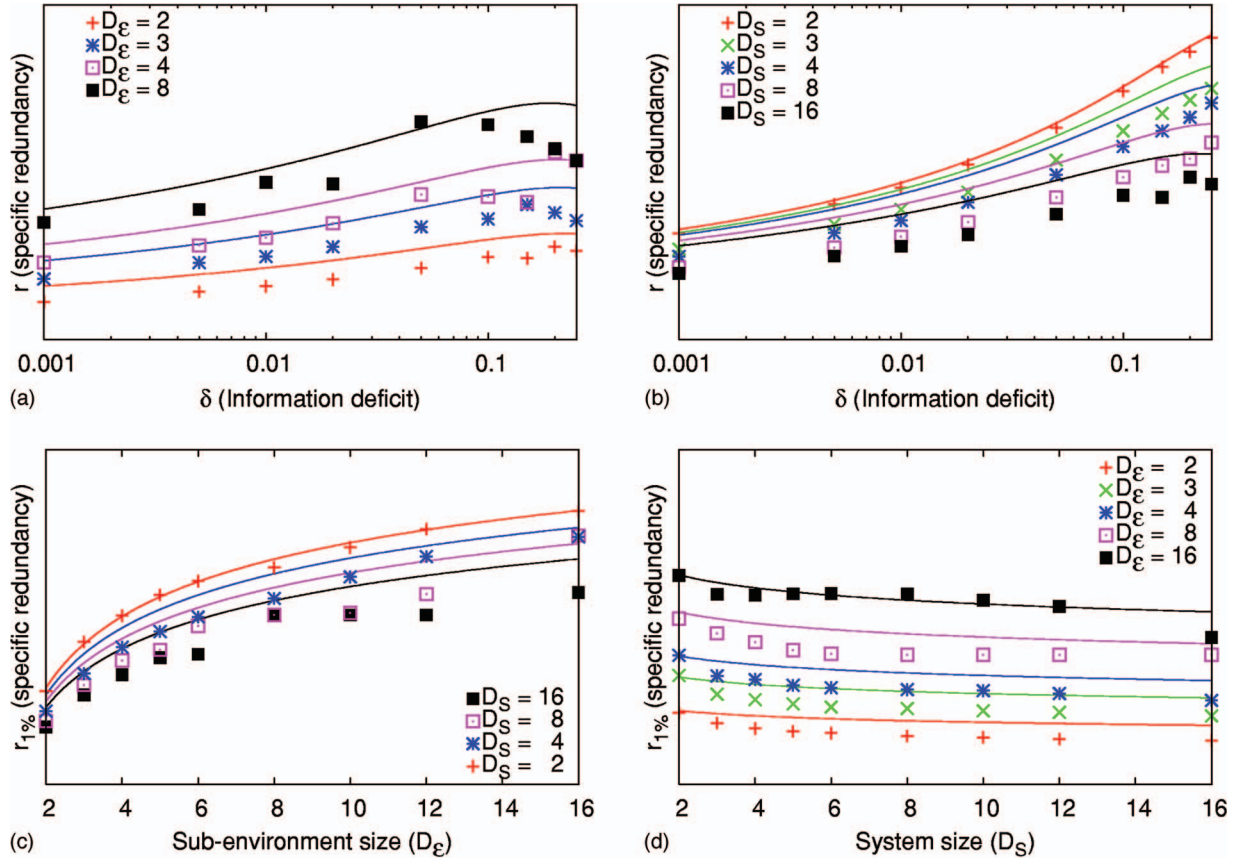 D_ε = 2
D_ε = 3
D_ε = 4
D_ε = 8
r (specific redundancy)
0.001 0.01 0.1
(a) δ (Information deficit)
D_S = 2
D_S = 3
D_S = 4
D_S = 8
D_S = 16
r (specific redundancy)
0.001 0.01 0.1
(b) δ (Information deficit)
r_1% (specific redundancy)
D_S = 16
D_S = 8
D_S = 4
D_S = 2
2 4 6 8 10 12 14 16
(c) Sub-environment size (D_ε)
r_1% (specific redundancy)
D_ε = 2
D_ε = 3
D_ε = 4
D_ε = 8
D_ε = 16
2 4 6 8 10 12 14 16
(d) System size (D_S)